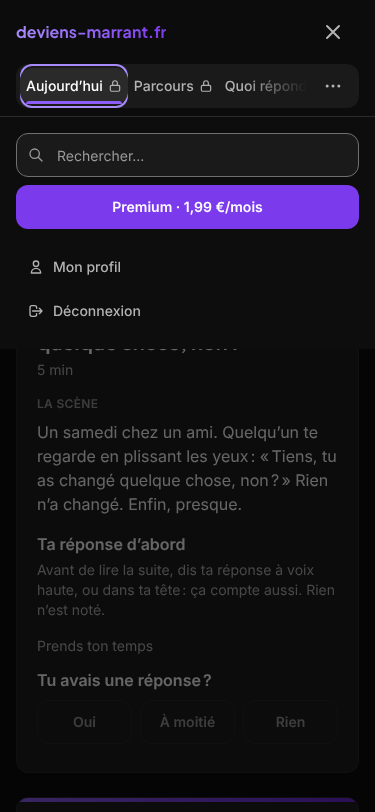 deviens-marrant.fr
Aujourd'hui
Parcours
Quoi répond
Rechercher...
Premium · 1,99 €/mois
Mon profil
Déconnexion
5 min
LA SCÈNE
Un samedi chez un ami. Quelqu'un te
regarde en plissant les yeux : « Tiens, tu
as changé quelque chose, non ? » Rien
n'a changé. Enfin, presque.
Ta réponse d'abord
Avant de lire la suite, dis ta réponse à voix
haute, ou dans ta tête : ça compte aussi. Rien
n'est noté.
Prends ton temps
Tu avais une réponse ?
Oui
À moitié
Rien